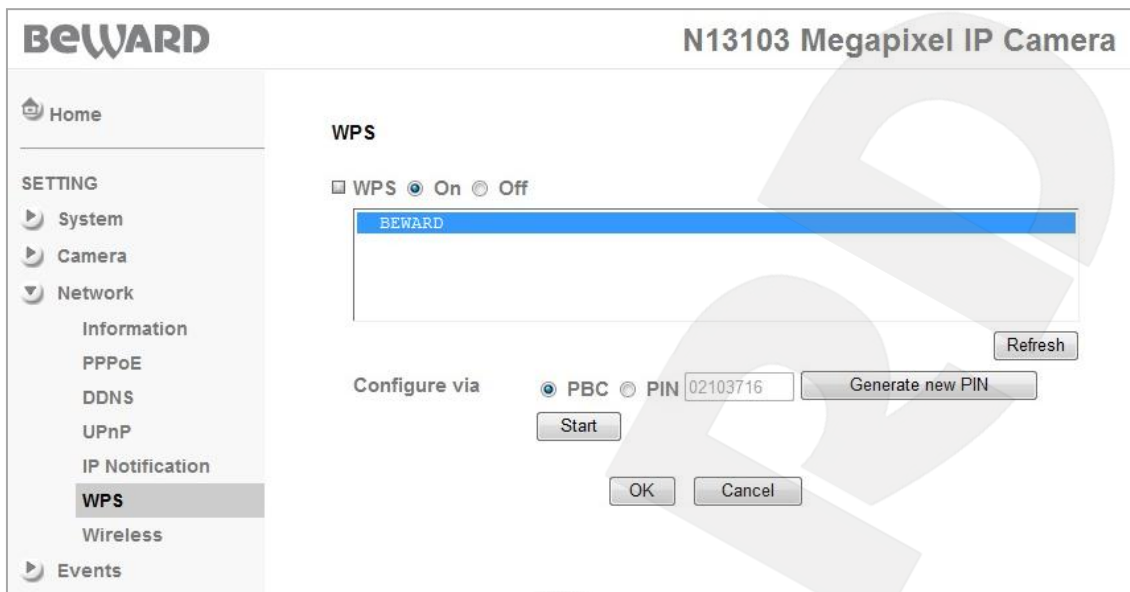 BEWARD
N13103 Megapixel IP Camera
Home
SETTING
System
Camera
Network
Information
PPPoE
DDNS
UPnP
IP Notification
WPS
Wireless
Events
WPS
WPS On Off
BEWARD
Refresh
Configure via PBC PIN 02103716 Generate new PIN
Start
OK Cancel